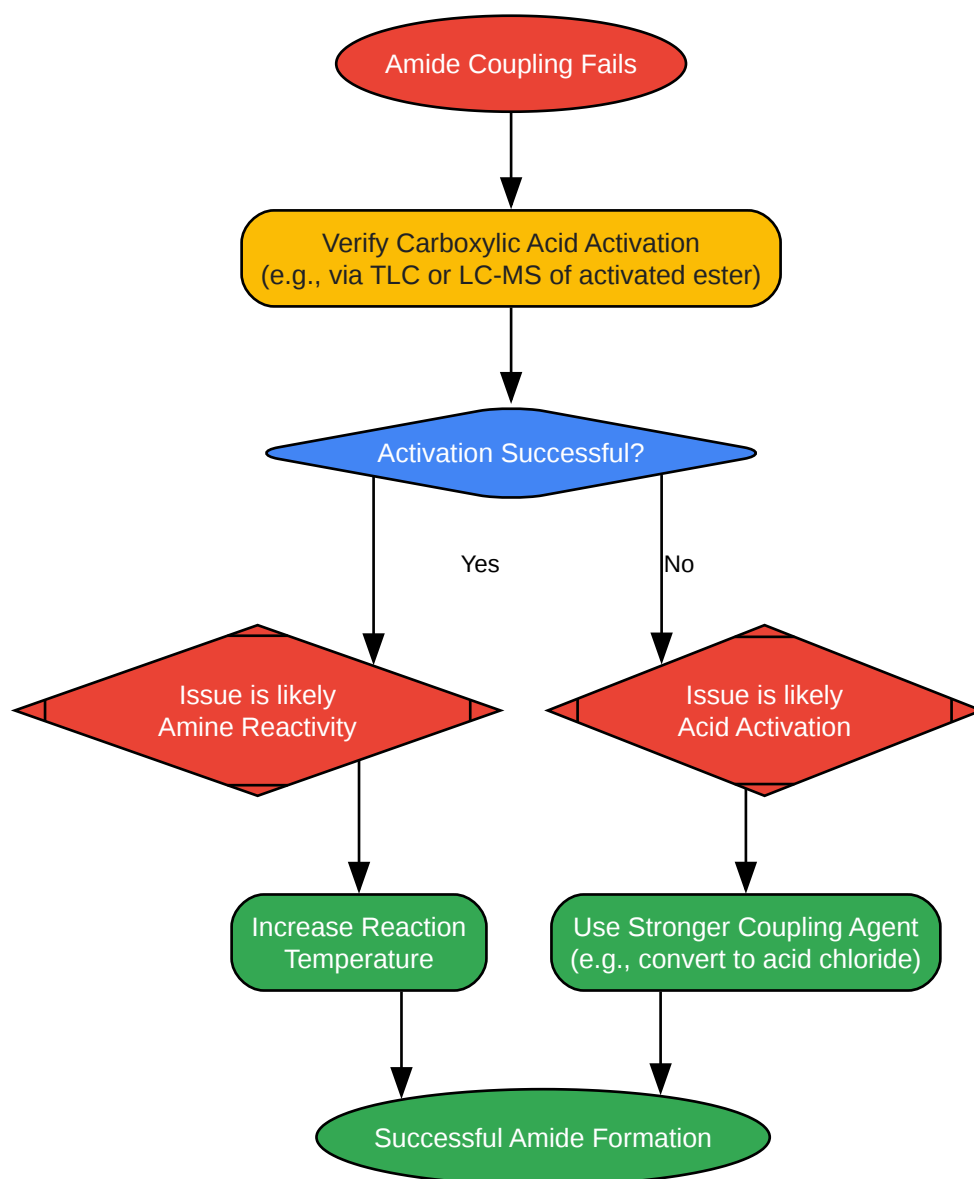 Amide Coupling Fails
Verify Carboxylic Acid Activation
(e.g., via TLC or LC-MS of activated ester)
Activation Successful?
Yes
No
Issue is likely
Amine Reactivity
Issue is likely
Acid Activation
Increase Reaction
Temperature
Use Stronger Coupling Agent
(e.g., convert to acid chloride)
Successful Amide Formation